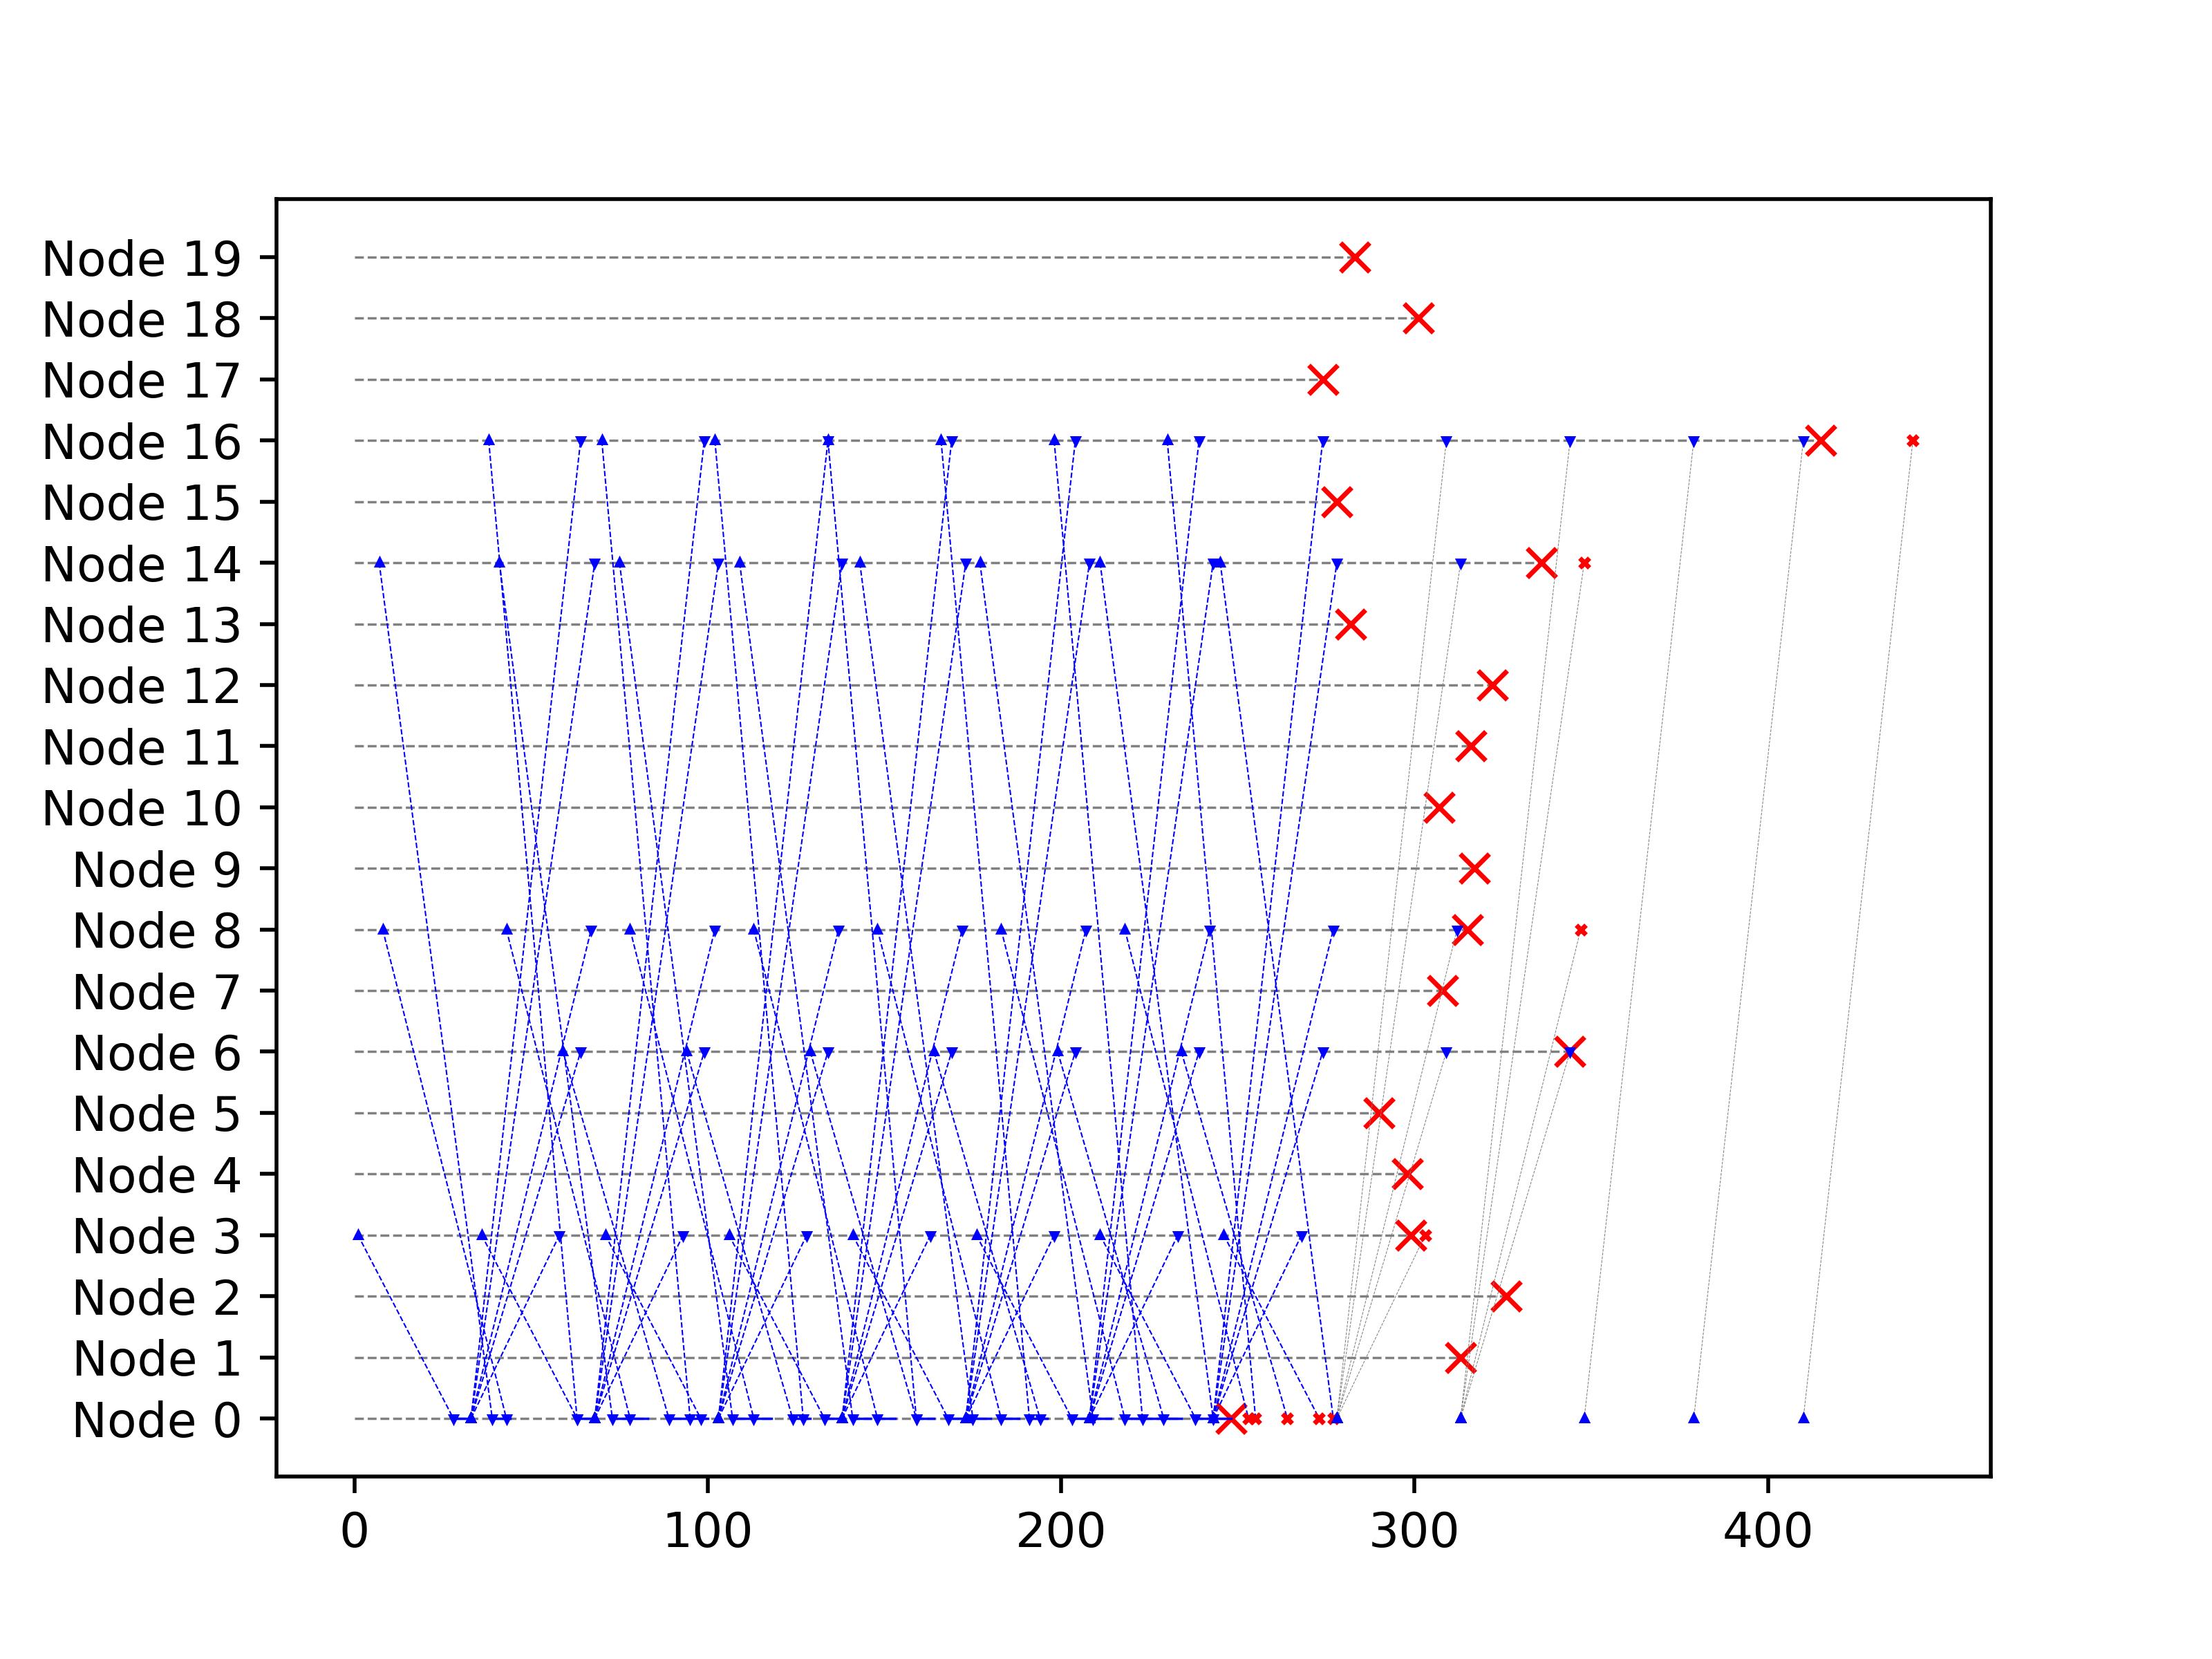 Node 19
Node 18
Node 17
Node 16
Node 15
Node 14
Node 13
Node 12
Node 11
Node 10
Node 9
Node 8
Node 7
Node 6
Node 5
Node 4
Node 3
Node 2
Node 1
Node 0
0 100 200 300 400